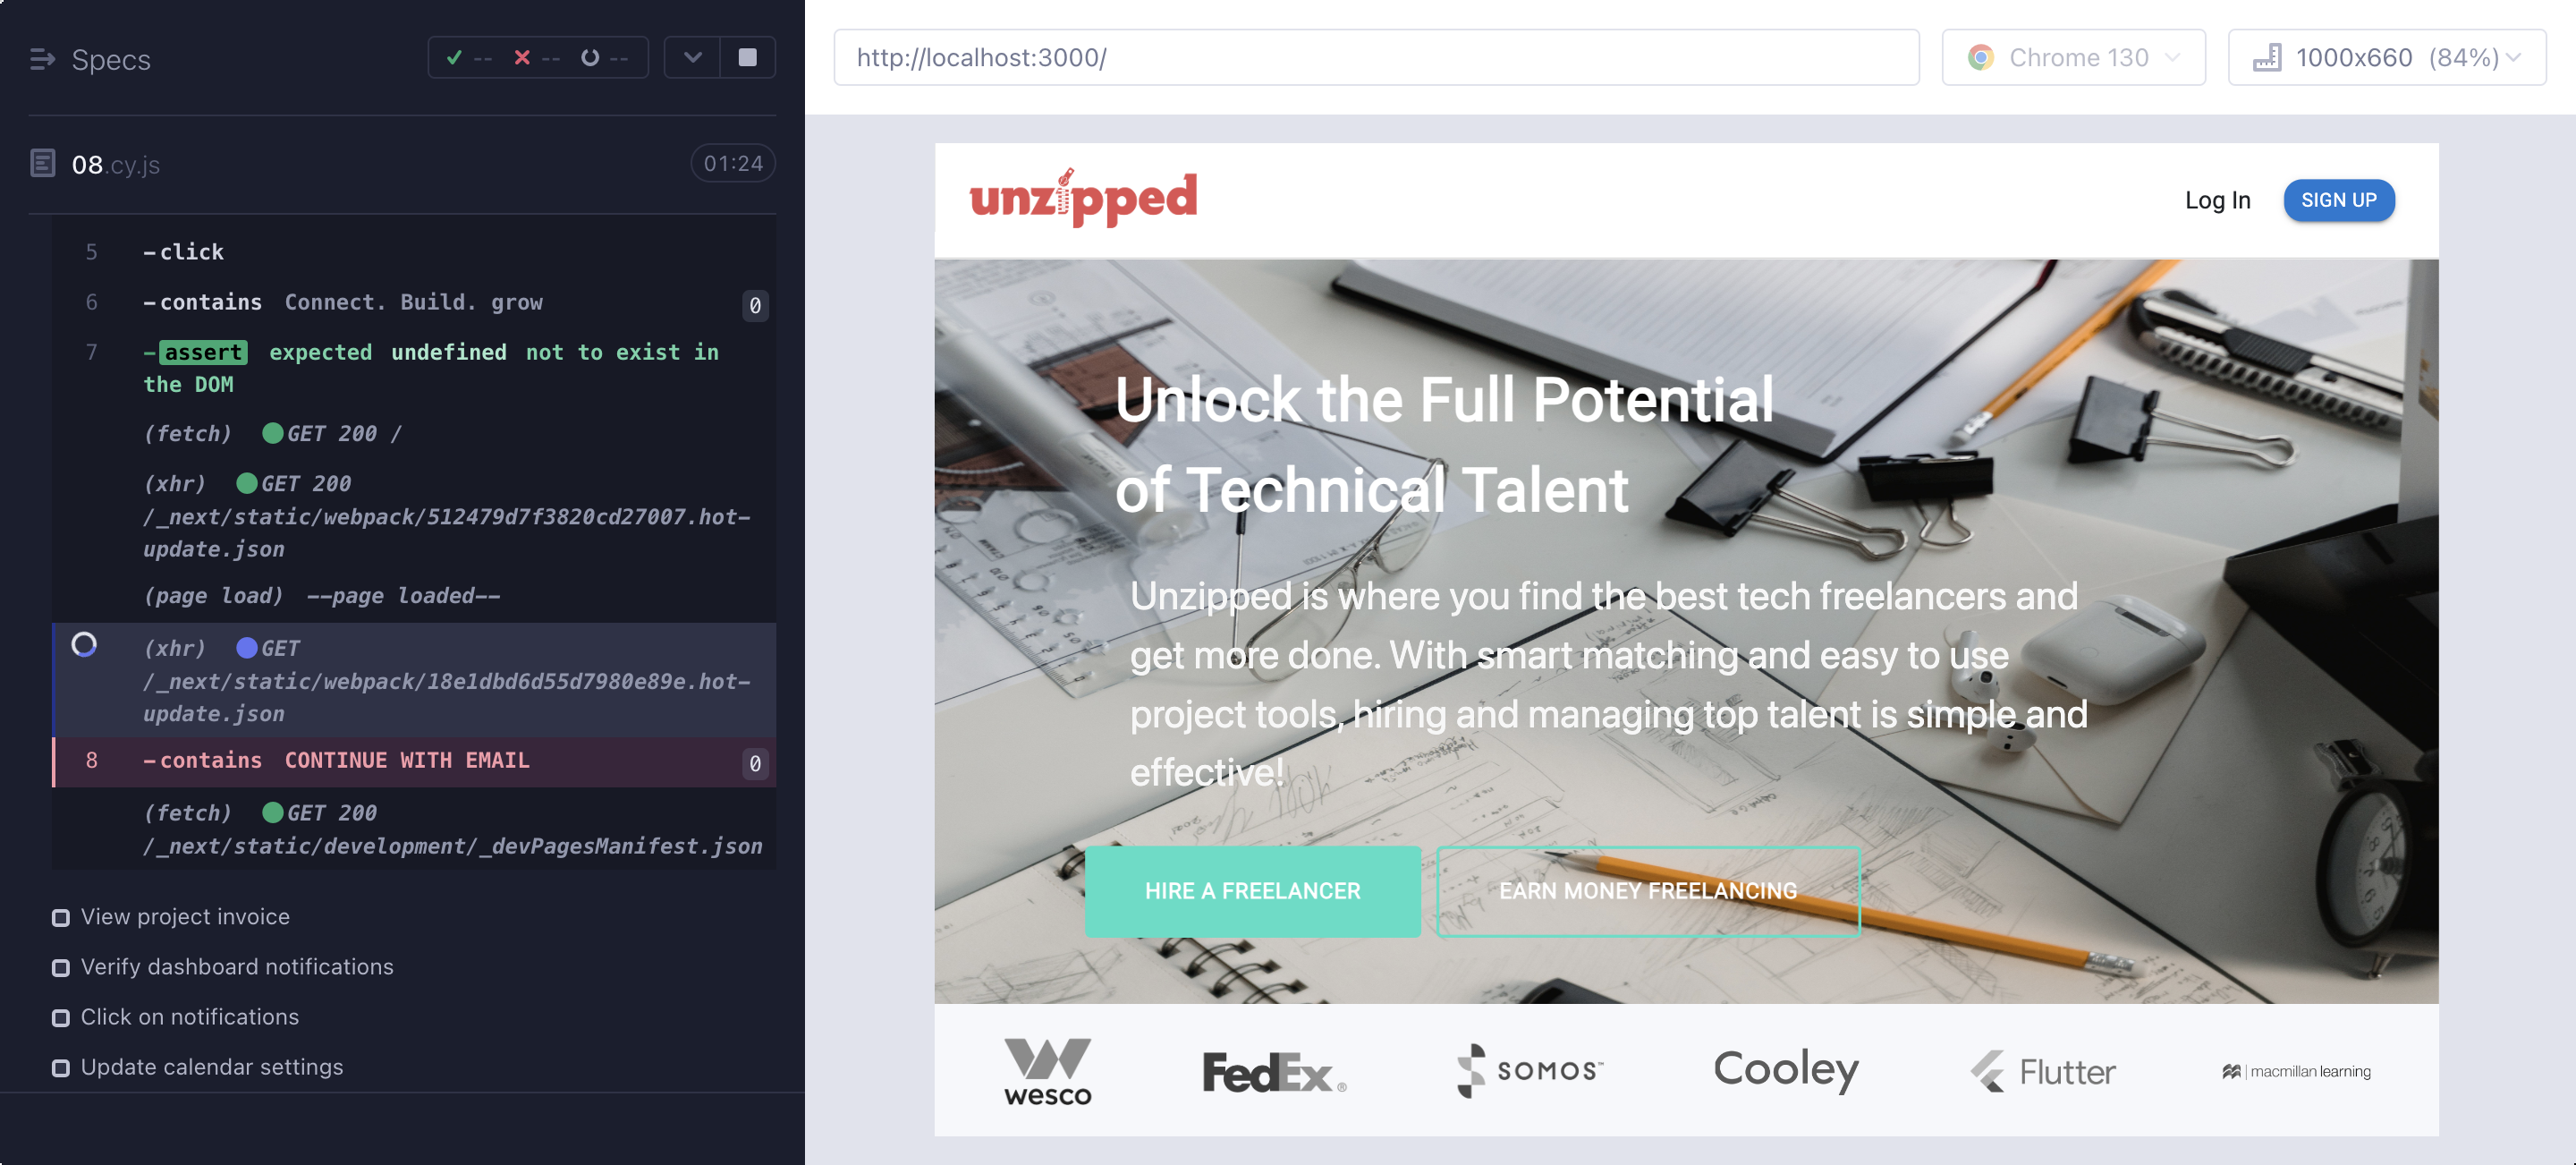 Specs
-- -- --
08.cy.js
01:24
5 -click
6 -contains Connect. Build. grow 0
7 -assert expected undefined not to exist in
the DOM
(fetch) GET 200 /
(xhr) GET 200
/_next/static/webpack/512479d7f3820cd27007.hot-
update.json
(page load) --page loaded--
(xhr) GET
/_next/static/webpack/18e1dbd6d55d7980e89e.hot-
update.json
8 -contains CONTINUE WITH EMAIL 0
(fetch) GET 200
/_next/static/development/_devPagesManifest.json
View project invoice
Verify dashboard notifications
Click on notifications
Update calendar settings
http://localhost:3000/
Chrome 130
1000x660 (84%)
unzipped
Log In
SIGN UP
Unlock the Full Potential
of Technical Talent
Unzipped is where you find the best tech freelancers and
get more done. With smart matching and easy to use
project tools, hiring and managing top talent is simple and
effective!
HIRE A FREELANCER
EARN MONEY FREELANCING
wesco
FedEx®
SOMOS™
Cooley
Flutter
macmillan learning